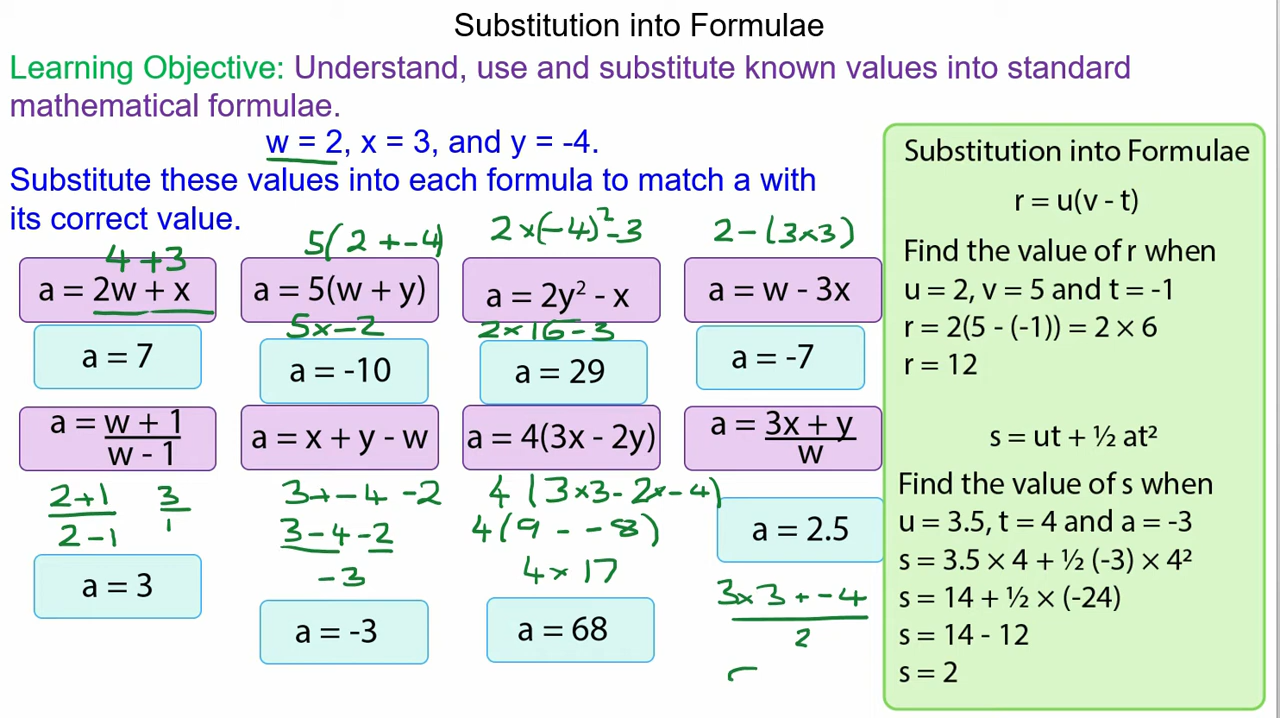 Substitution into Formulae
Learning Objective: Understand, use and substitute known values into standard
mathematical formulae.
w = 2, x = 3, and y = -4.
Substitute these values into each formula to match a with
its correct value.
4 + 3
5(2 + -4)
2 × (-4)² - 3
2 - (3×3)
a = 2w + x
a = 5(w + y)
a = 2y² - x
a = w - 3x
5 × -2
2 × 16 - 3
a = 7
a = -10
a = 29
a = -7
a = w + 1
w - 1
a = x + y - w
a = 4(3x - 2y)
a = 3x + y
w
2+1
2-1
3
1
3 + -4 -2
3 - 4 - 2
-3
4 (3×3 - 2× -4)
4(9 - -8)
4 × 17
a = 2.5
a = 3
a = -3
a = 68
3×3 + -4
2
Substitution into Formulae
r = u(v - t)
Find the value of r when
u = 2, v = 5 and t = -1
r = 2(5 - (-1)) = 2 × 6
r = 12
s = ut + ½ at²
Find the value of s when
u = 3.5, t = 4 and a = -3
s = 3.5 × 4 + ½ (-3) × 4²
s = 14 + ½ × (-24)
s = 14 - 12
s = 2